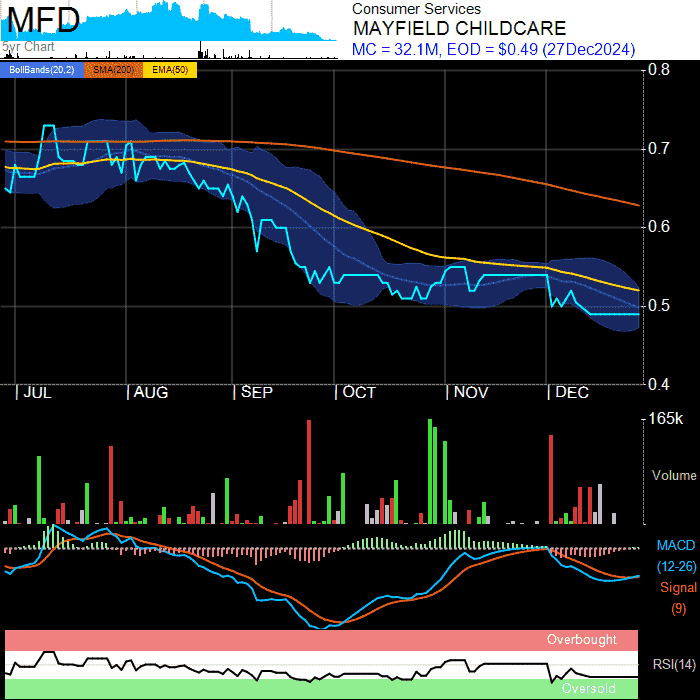 MFD
5yr Chart
Consumer Services
MAYFIELD CHILDCARE
MC = 32.1M, EOD = $0.49 (27Dec2024)
BollBands(20,2) SMA(200) EMA(50)
0.8
0.7
0.6
0.5
0.4
JUL AUG SEP OCT NOV DEC
165k
Volume
MACD
(12-26)
Signal
(9)
Overbought
RSI(14)
Oversold